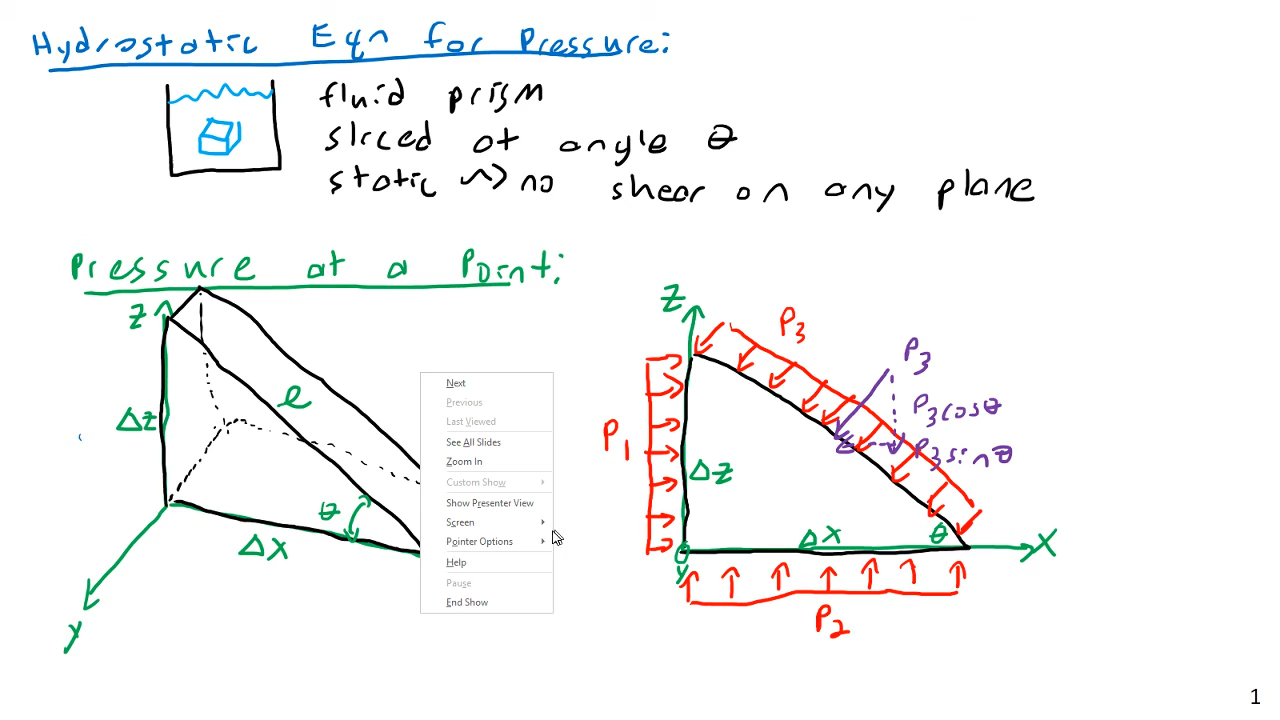 Hydrostatic Eqn for Pressure:
fluid prism
sliced at angle θ
static ~> no shear on any plane
Pressure at a Point:
Z
ΔZ
l
θ
ΔX
y
Next
Previous
Last Viewed
See All Slides
Zoom In
Custom Show
Show Presenter View
Screen
Pointer Options
Help
Pause
End Show
Z
P3
P3
P3cosθ
P3sinθ
P1
ΔZ
ΔX
θ
X
y
P2
1